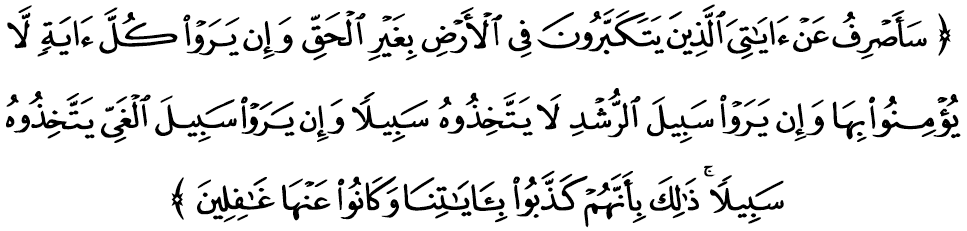 ﴿ سَأَصۡرِفُ عَنۡ ءَايَٰتِيَ ٱلَّذِينَ يَتَكَبَّرُونَ فِي ٱلۡأَرۡضِ بِغَيۡرِ ٱلۡحَقِّ وَإِن يَرَوۡاْ كُلَّ ءَايَةٖ لَّا
يُؤۡمِنُواْ بِهَا وَإِن يَرَوۡاْ سَبِيلَ ٱلرُّشۡدِ لَا يَتَّخِذُوهُ سَبِيلٗا وَإِن يَرَوۡاْ سَبِيلَ ٱلۡغَيِّ يَتَّخِذُوهُ
سَبِيلٗاۚ ذَٰلِكَ بِأَنَّهُمۡ كَذَّبُواْ بِـَٔايَٰتِنَا وَكَانُواْ عَنۡهَا غَٰفِلِينَ ﴾